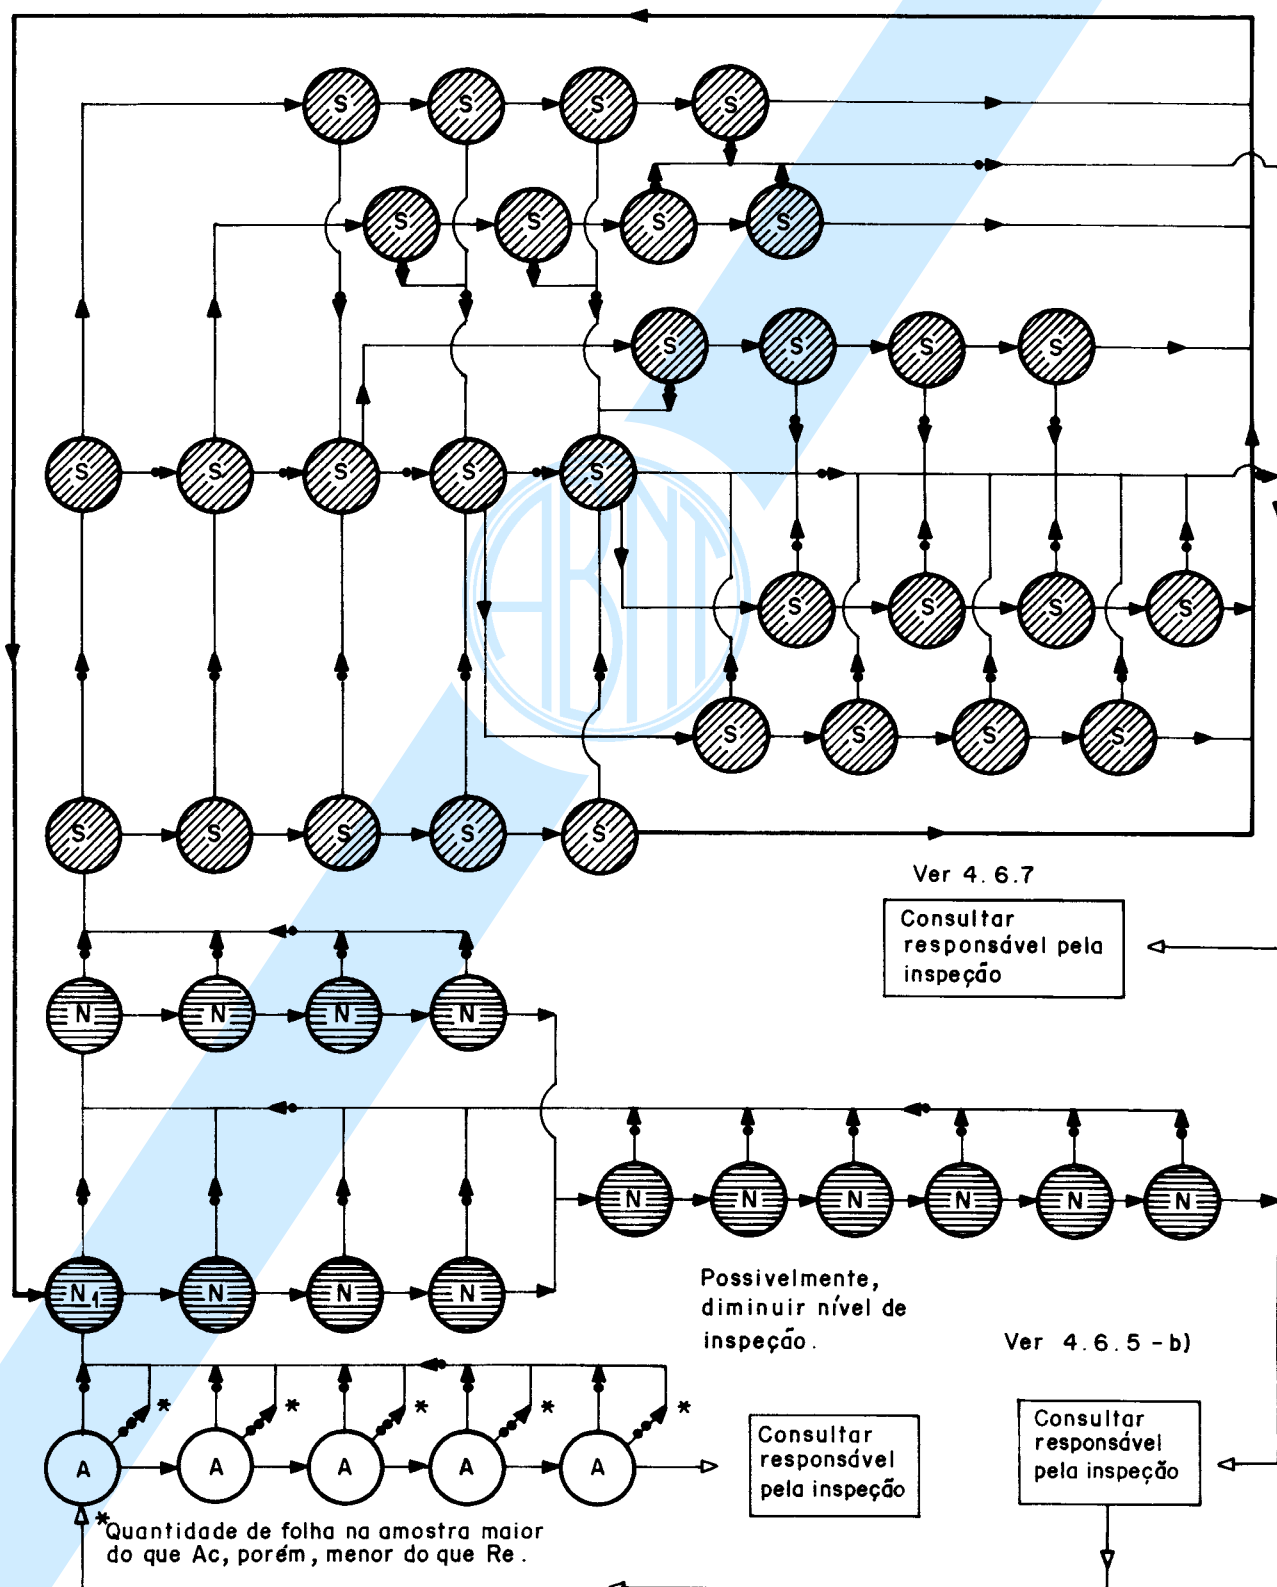 S S S S
S S S S
S S S S
S S S S S
S S S S
S S S S
S S S S S
Ver 4.6.7
Consultar
responsável pela
inspeção
N N N N
N N N N N N
N1 N N N
Possivelmente,
diminuir nível de
inspeção.
Ver 4.6.5-b)
* * * * *
A A A A A
Consultar
responsável
pela inspeção
Consultar
responsável
pela inspeção
*Quantidade de folha na amostra maior
do que Ac, porém, menor do que Re.
ABNT